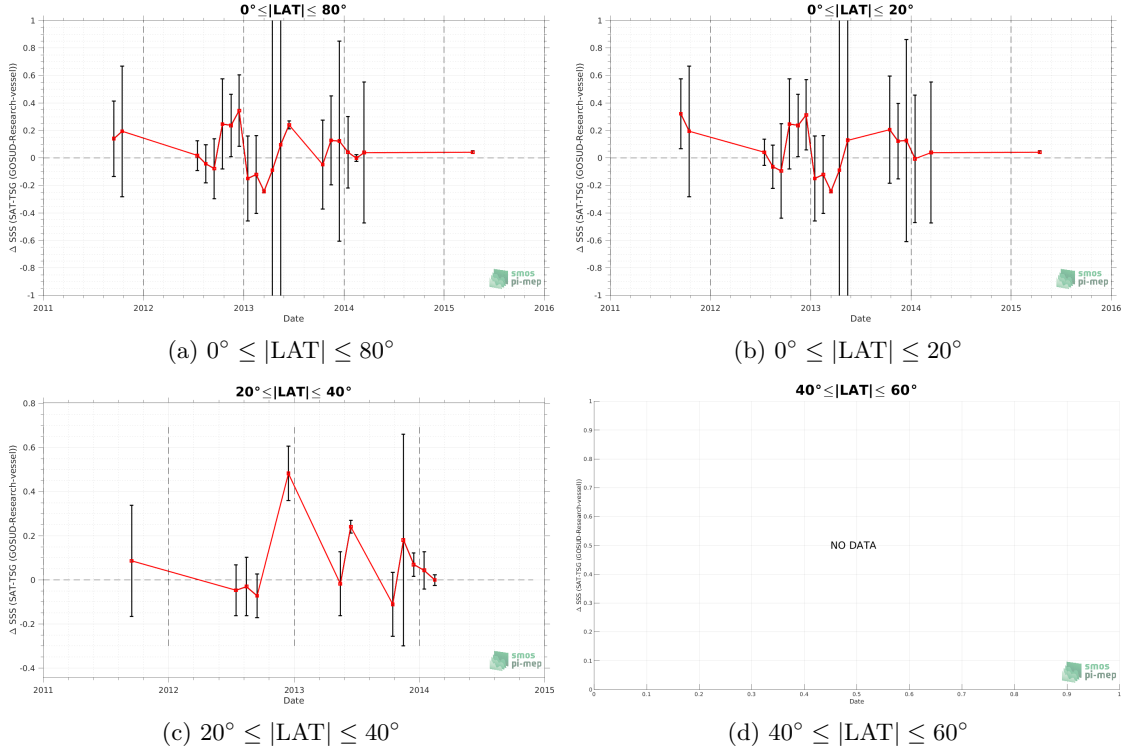 0°≤|LAT|≤ 80°
1
0.8
0.6
0.4
0.2
0
-0.2
-0.4
-0.6
-0.8
-1
Δ SSS (SAT-TSG (GOSUD-Research-vessel))
2011
2012
2013
2014
2015
2016
Date
smos
pi-mep
(a) 0° ≤ |LAT| ≤ 80°
0°≤|LAT|≤ 20°
1
0.8
0.6
0.4
0.2
0
-0.2
-0.4
-0.6
-0.8
-1
Δ SSS (SAT-TSG (GOSUD-Research-vessel))
2011
2012
2013
2014
2015
2016
Date
smos
pi-mep
(b) 0° ≤ |LAT| ≤ 20°
20°≤|LAT|≤ 40°
0.8
0.6
0.4
0.2
0
-0.2
-0.4
Δ SSS (SAT-TSG (GOSUD-Research-vessel))
2011
2012
2013
2014
2015
Date
smos
pi-mep
(c) 20° ≤ |LAT| ≤ 40°
40°≤|LAT|≤ 60°
1
0.9
0.8
0.7
0.6
0.5
0.4
0.3
0.2
0.1
0
Δ SSS (SAT-TSG (GOSUD-Research-vessel))
NO DATA
0
0.1
0.2
0.3
0.4
0.5
0.6
0.7
0.8
0.9
1
Date
smos
pi-mep
(d) 40° ≤ |LAT| ≤ 60°